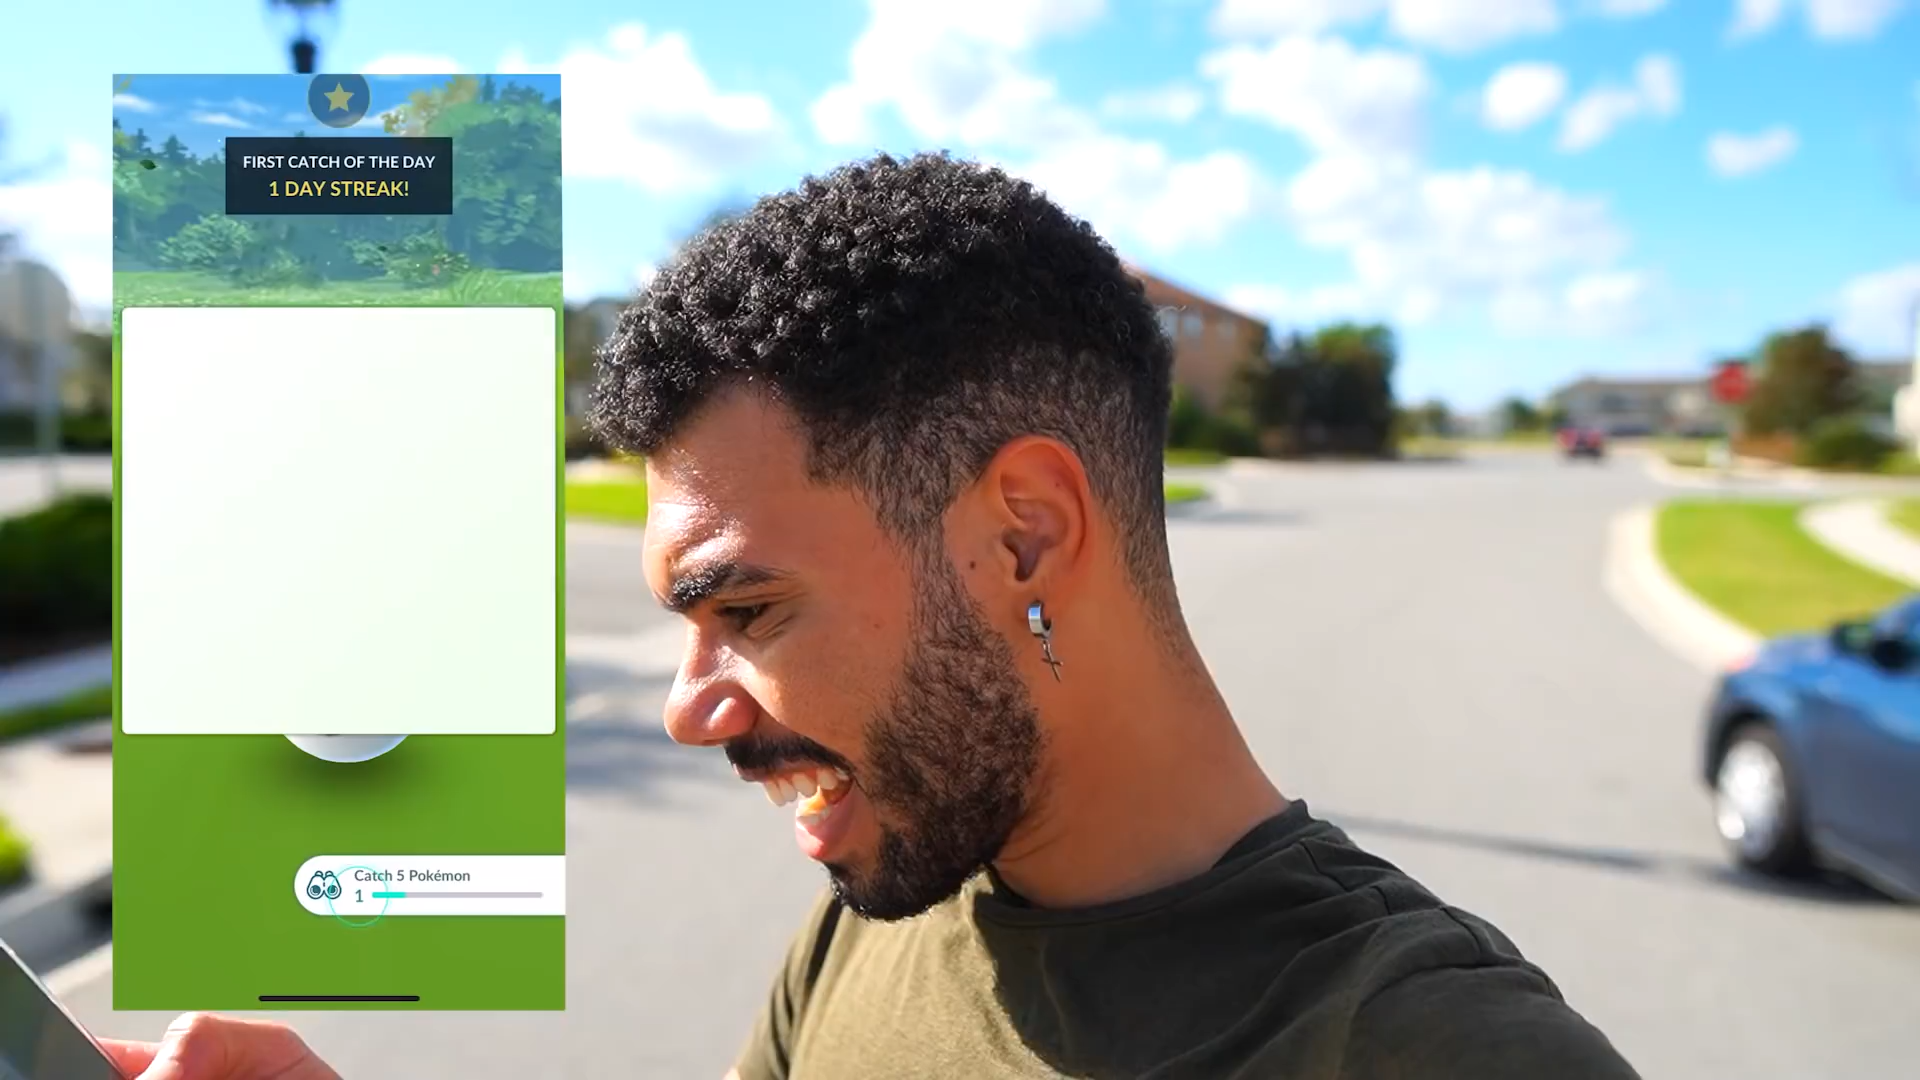 FIRST CATCH OF THE DAY
1 DAY STREAK!
Catch 5 Pokémon
1